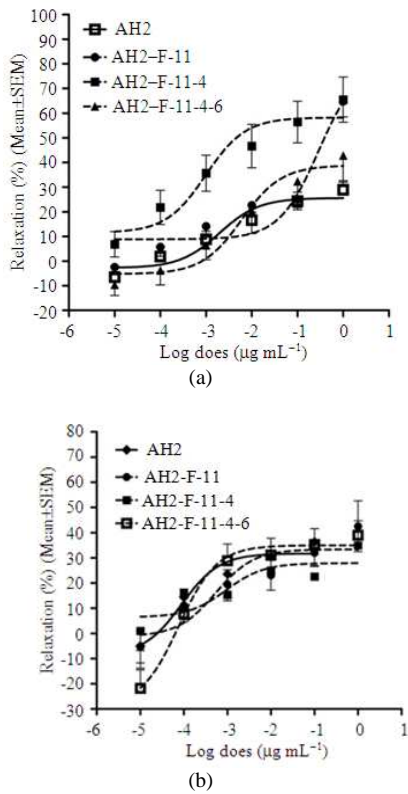 100
90
80
70
60
50
40
30
20
10
0
-10
-20
Relaxation (%) (Mean±SEM)
AH2
AH2–F-11
AH2–F-11-4
AH2–F-11-4-6
-6 -5 -4 -3 -2 -1 0 1
Log does (µg mL⁻¹)
(a)
80
70
60
50
40
30
20
10
0
-10
-20
-30
Relaxation (%) (Mean±SEM)
AH2
AH2-F-11
AH2-F-11-4
AH2-F-11-4-6
-6 -5 -4 -3 -2 -1 0 1
Log does (µg mL⁻¹)
(b)